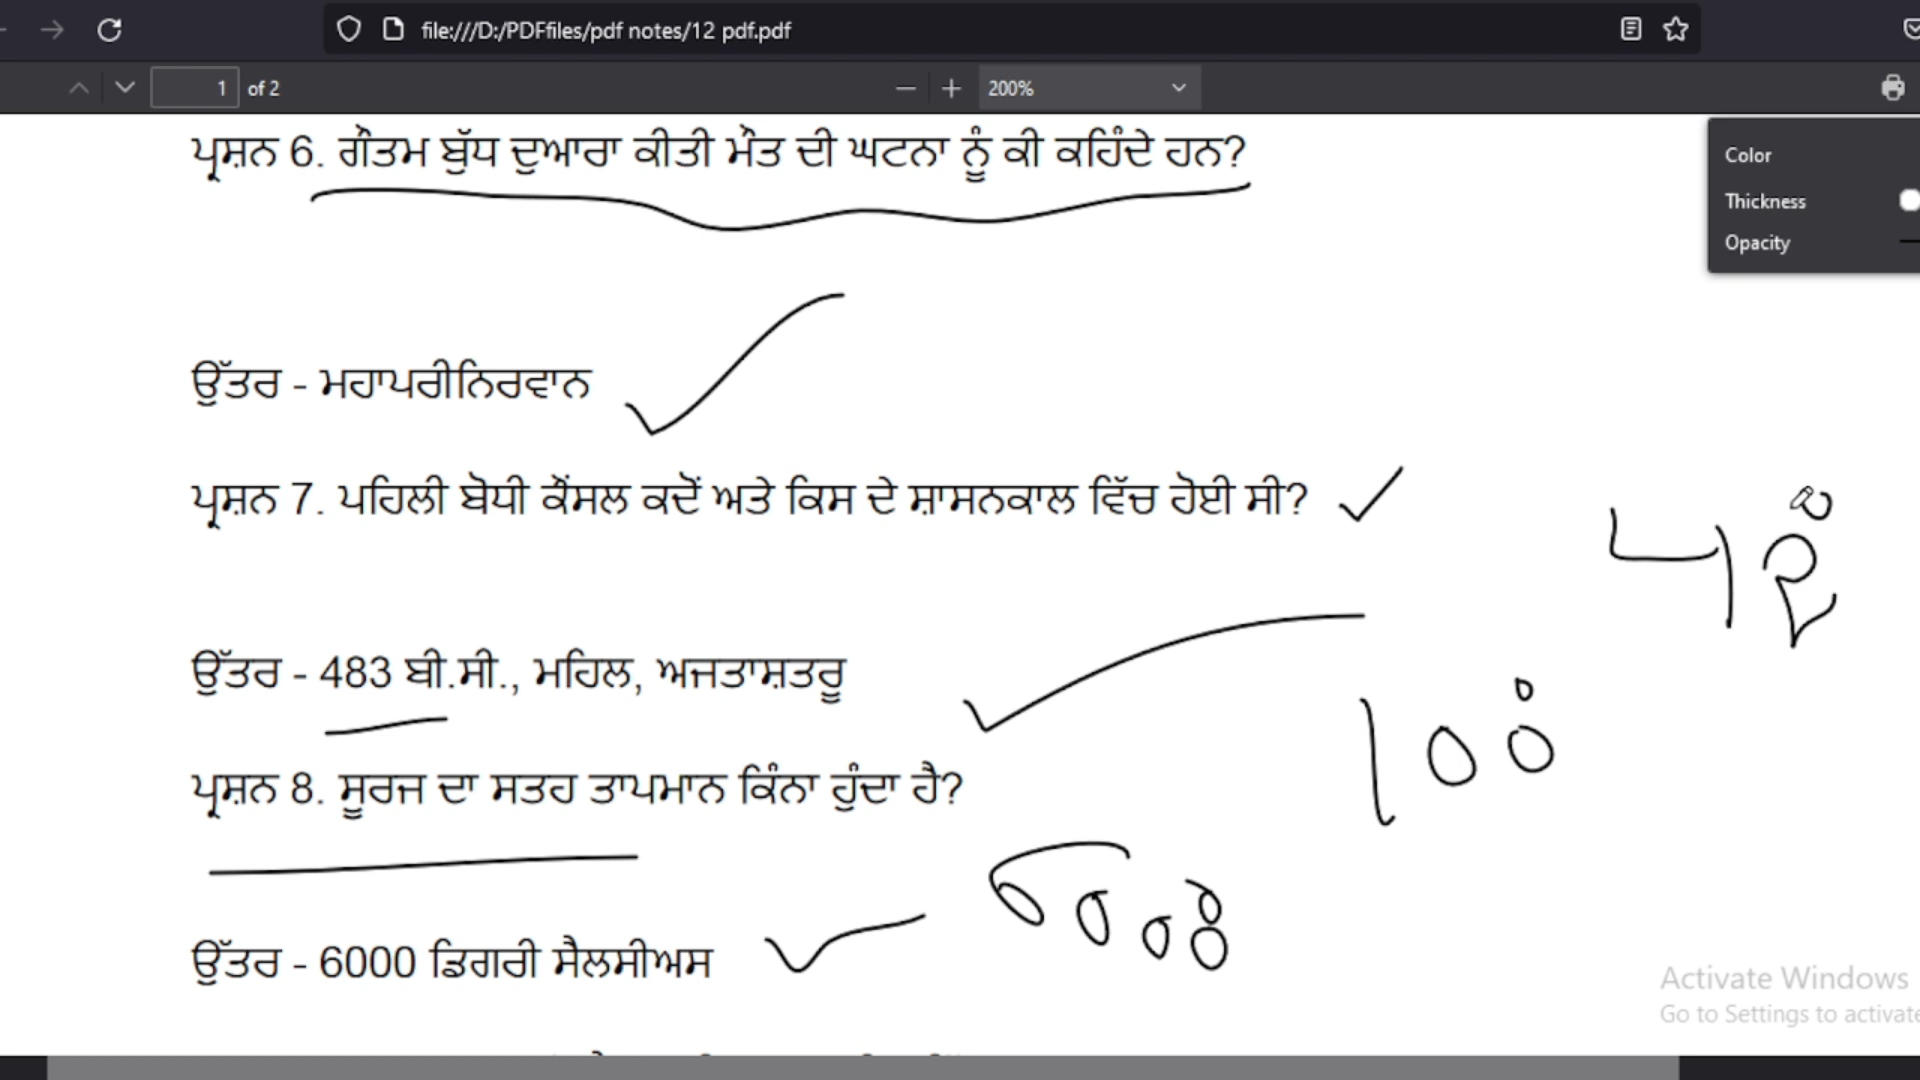 file:///D:/PDFfiles/pdf notes/12 pdf.pdf
1 of 2
200%
Color
Thickness
Opacity
ਪ੍ਰਸ਼ਨ 6. ਗੌਤਮ ਬੁੱਧ ਦੁਆਰਾ ਕੀਤੀ ਮੌਤ ਦੀ ਘਟਨਾ ਨੂੰ ਕੀ ਕਹਿੰਦੇ ਹਨ?
ਉੱਤਰ - ਮਹਾਪਰੀਨਿਰਵਾਨ
ਪ੍ਰਸ਼ਨ 7. ਪਹਿਲੀ ਬੋਧੀ ਕੌਂਸਲ ਕਦੋਂ ਅਤੇ ਕਿਸ ਦੇ ਸ਼ਾਸਨਕਾਲ ਵਿੱਚ ਹੋਈ ਸੀ?
ਉੱਤਰ - 483 ਬੀ.ਸੀ., ਮਹਿਲ, ਅਜਤਾਸ਼ਤਰੂ
100°
ਪ੍ਰਸ਼ਨ 8. ਸੂਰਜ ਦਾ ਸਤਹ ਤਾਪਮਾਨ ਕਿੰਨਾ ਹੁੰਦਾ ਹੈ?
6000°
ਉੱਤਰ - 6000 ਡਿਗਰੀ ਸੈਲਸੀਅਸ
Activate Windows
Go to Settings to activate